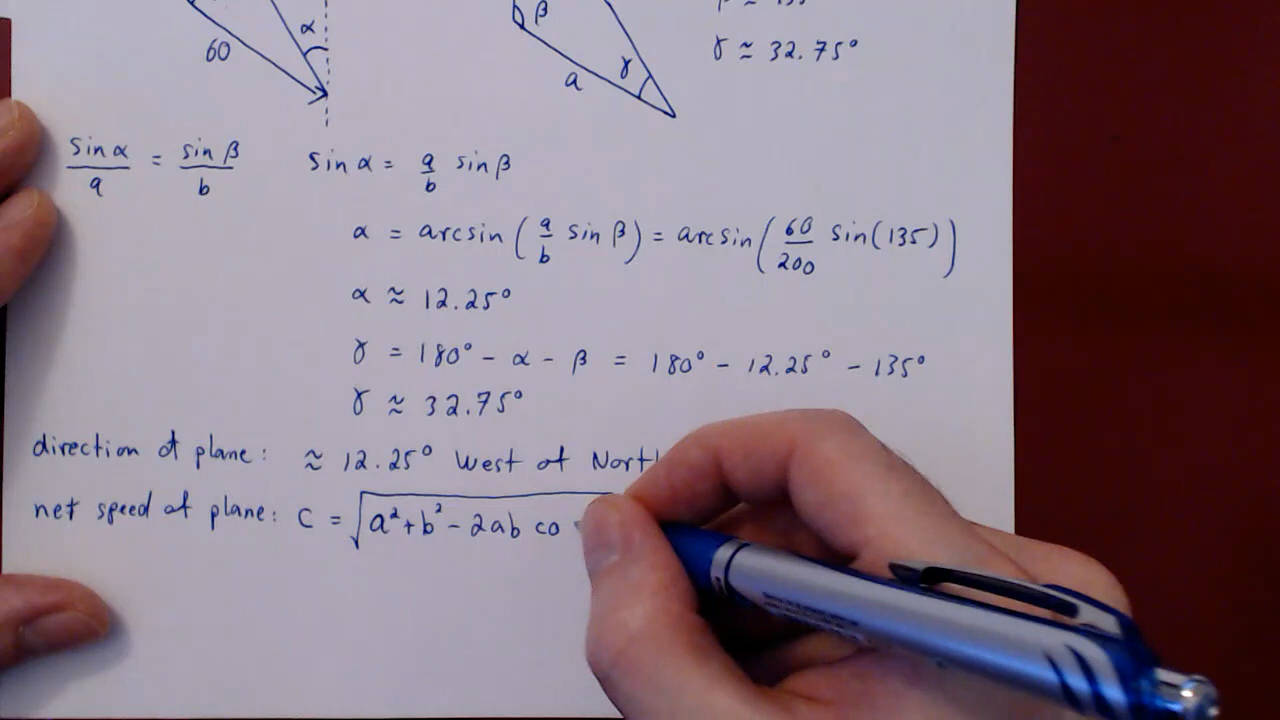 α
60
β
a
γ
γ ≈ 32.75°
sin α / a = sin β / b
sin α = a/b sin β
α = arcsin(a/b sin β) = arcsin(60/200 sin(135))
α ≈ 12.25°
γ = 180° - α - β = 180° - 12.25° - 135°
γ ≈ 32.75°
direction of plane: ≈ 12.25° West of North
net speed of plane: c = √a² + b² - 2ab co